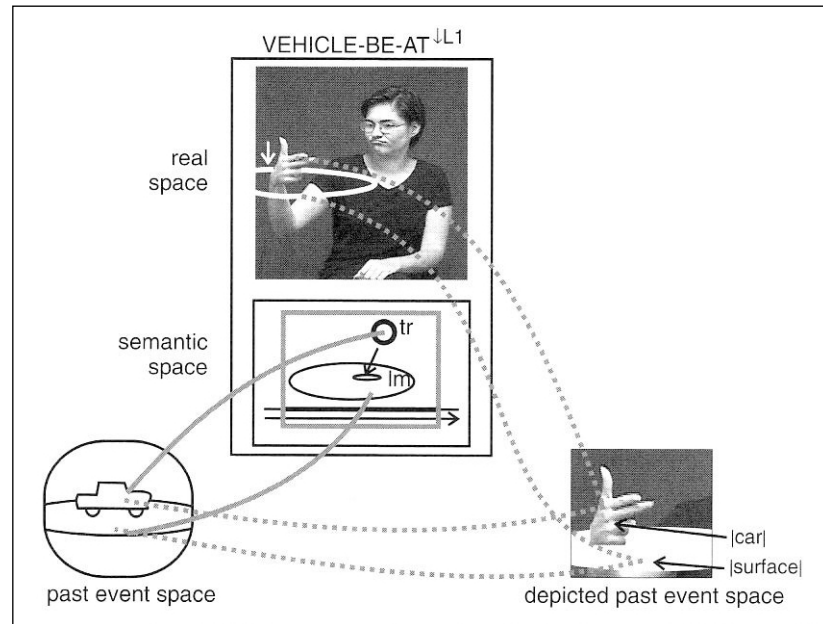 VEHICLE-BE-AT↓L1
real
space
semantic
space
tr
lm
|car|
|surface|
past event space
depicted past event space